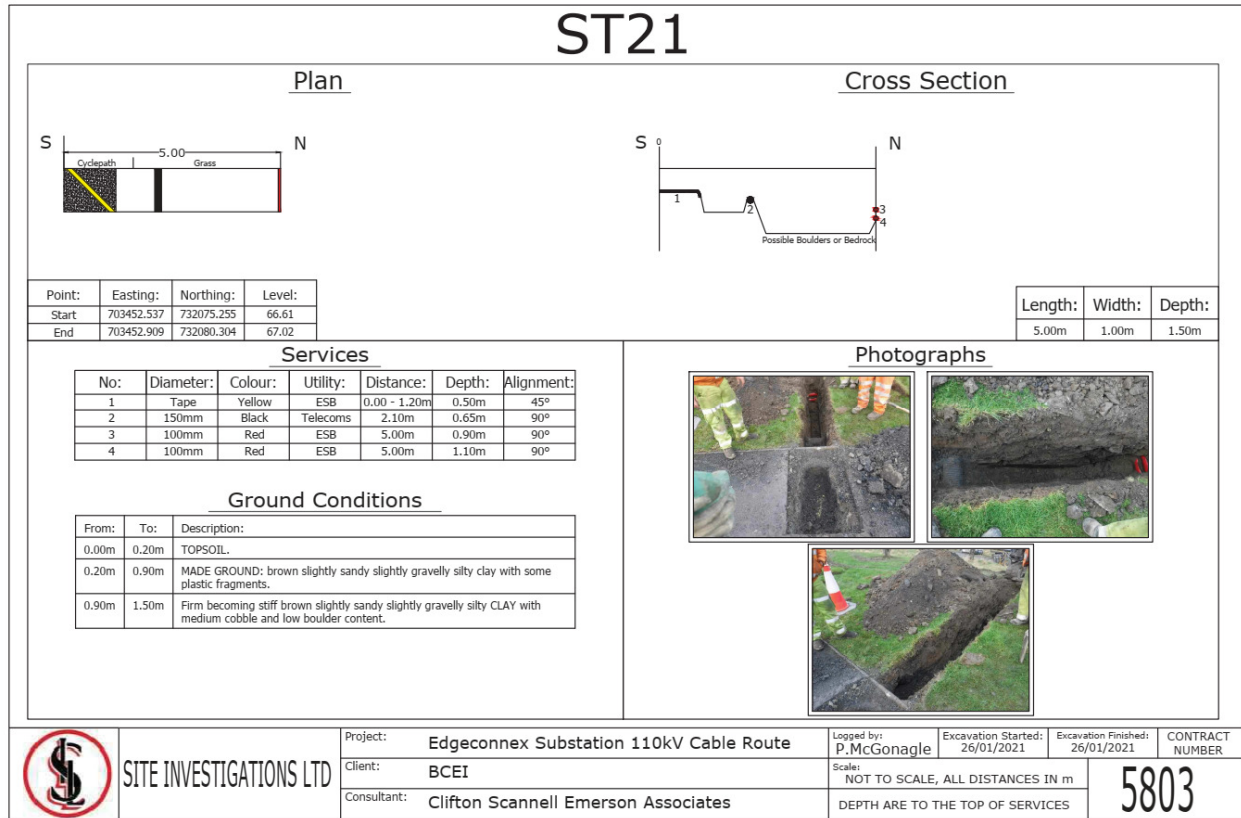 ST21
Plan
S
5.00
N
Cyclepath
Grass
Cross Section
S
0
N
1
2
3
4
Possible Boulders or Bedrock
Point: Easting: Northing: Level:
Start 703452.537 732075.255 66.61
End 703452.909 732080.304 67.02
Length: Width: Depth:
5.00m 1.00m 1.50m
Services
No: Diameter: Colour: Utility: Distance: Depth: Alignment:
1 Tape Yellow ESB 0.00 - 1.20m 0.50m 45°
2 150mm Black Telecoms 2.10m 0.65m 90°
3 100mm Red ESB 5.00m 0.90m 90°
4 100mm Red ESB 5.00m 1.10m 90°
Ground Conditions
From: To: Description:
0.00m 0.20m TOPSOIL.
0.20m 0.90m MADE GROUND: brown slightly sandy slightly gravelly silty clay with some
plastic fragments.
0.90m 1.50m Firm becoming stiff brown slightly sandy slightly gravelly silty CLAY with
medium cobble and low boulder content.
Photographs
SIL
SITE INVESTIGATIONS LTD
Project: Edgeconnex Substation 110kV Cable Route
Client: BCEI
Consultant: Clifton Scannell Emerson Associates
Logged by:
P.McGonagle
Excavation Started:
26/01/2021
Excavation Finished:
26/01/2021
CONTRACT
NUMBER
5803
Scale:
NOT TO SCALE, ALL DISTANCES IN m
DEPTH ARE TO THE TOP OF SERVICES